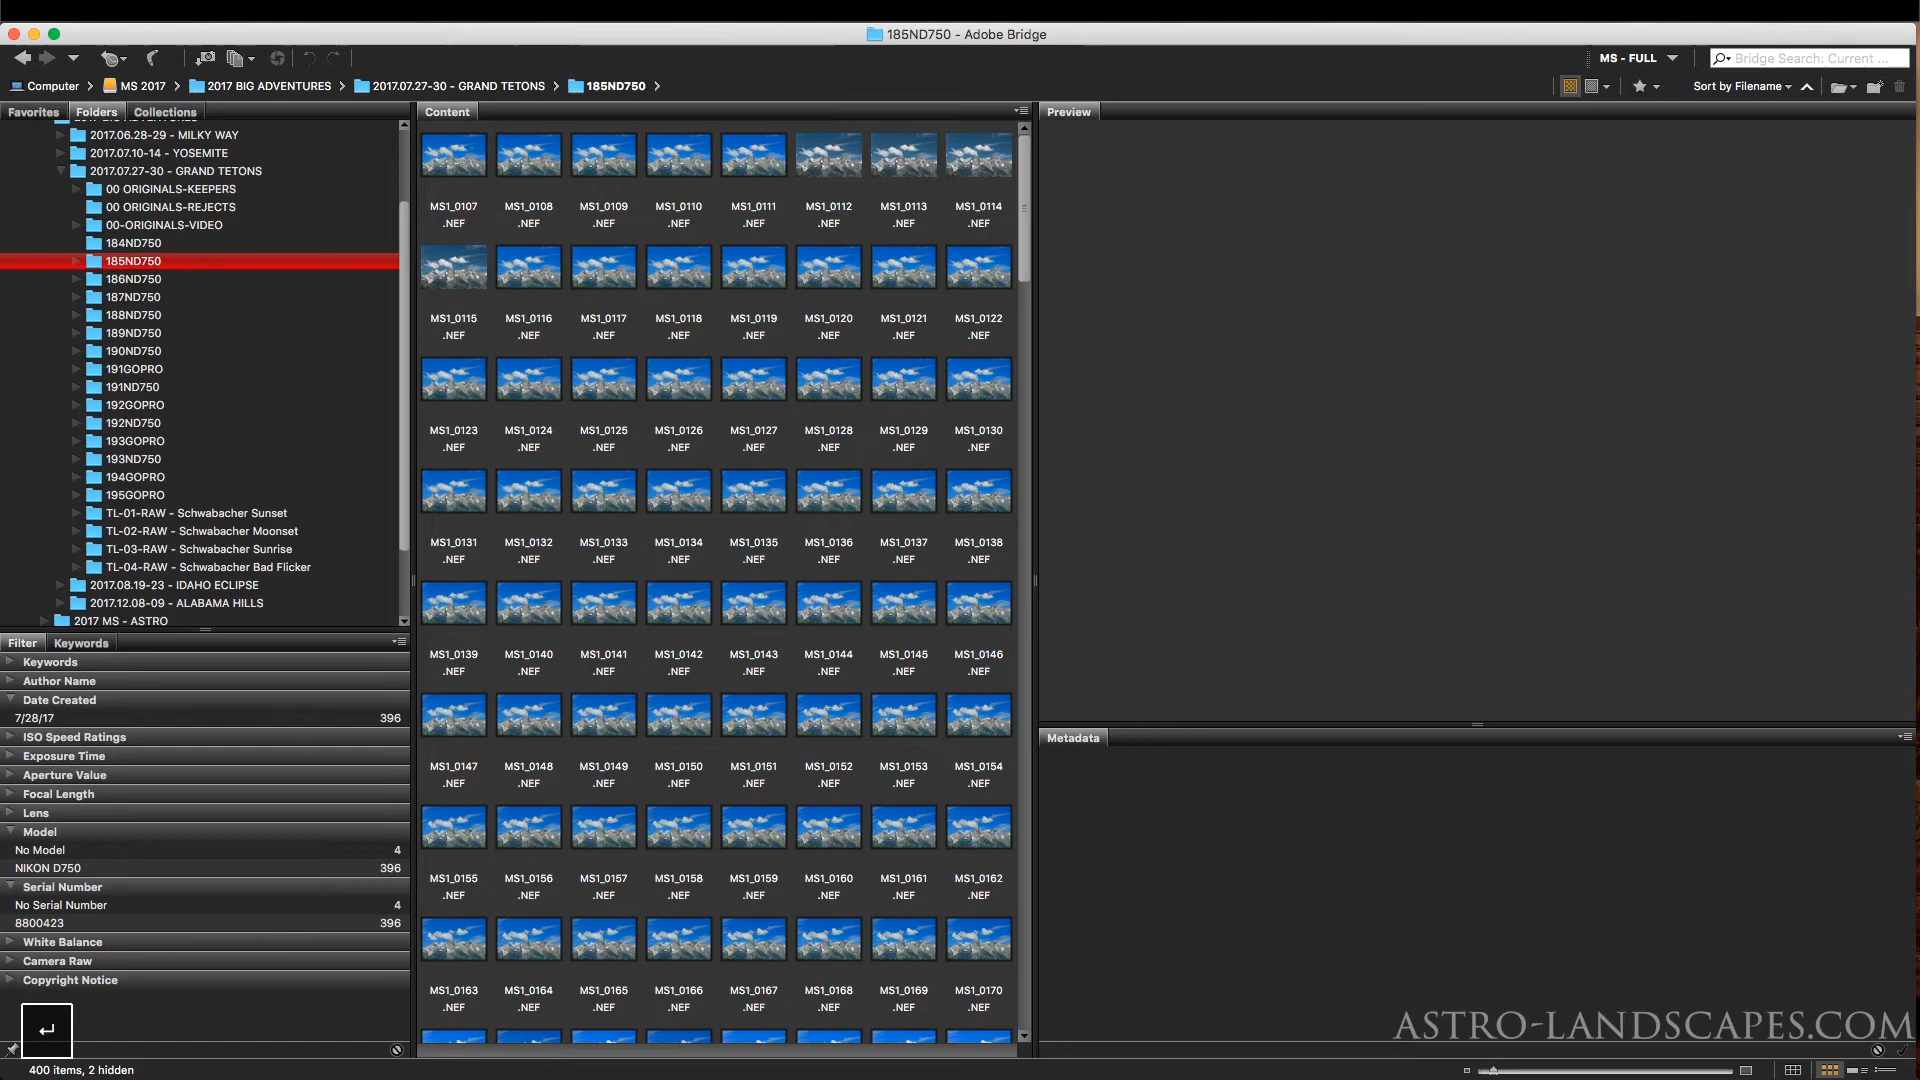 185ND750 - Adobe Bridge
MS - FULL
Bridge Search: Current ...
Computer
MS 2017
2017 BIG ADVENTURES
2017.07.27-30 - GRAND TETONS
185ND750
Sort by Filename
Favorites
Folders
Collections
2017.06.28-29 - MILKY WAY
2017.07.10-14 - YOSEMITE
2017.07.27-30 - GRAND TETONS
00 ORIGINALS-KEEPERS
00 ORIGINALS-REJECTS
00-ORIGINALS-VIDEO
184ND750
185ND750
186ND750
187ND750
188ND750
189ND750
190ND750
191GOPRO
191ND750
192GOPRO
192ND750
193GOPRO
193ND750
194GOPRO
195GOPRO
TL-01-RAW - Schwabacher Sunset
TL-02-RAW - Schwabacher Moonset
TL-03-RAW - Schwabacher Sunrise
TL-04-RAW - Schwabacher Bad Flicker
2017.08.19-23 - IDAHO ECLIPSE
2017.12.08-09 - ALABAMA HILLS
2017 MS - ASTRO
Filter
Keywords
Keywords
Author Name
Date Created
7/28/17 396
ISO Speed Ratings
Exposure Time
Aperture Value
Focal Length
Lens
Model
No Model 4
NIKON D750 396
Serial Number
No Serial Number 4
8800423 396
White Balance
Camera Raw
Copyright Notice
400 items, 2 hidden
Content
MS1_0107 MS1_0108 MS1_0109 MS1_0110 MS1_0111 MS1_0112 MS1_0113 MS1_0114
.NEF .NEF .NEF .NEF .NEF .NEF .NEF .NEF
MS1_0115 MS1_0116 MS1_0117 MS1_0118 MS1_0119 MS1_0120 MS1_0121 MS1_0122
.NEF .NEF .NEF .NEF .NEF .NEF .NEF .NEF
MS1_0123 MS1_0124 MS1_0125 MS1_0126 MS1_0127 MS1_0128 MS1_0129 MS1_0130
.NEF .NEF .NEF .NEF .NEF .NEF .NEF .NEF
MS1_0131 MS1_0132 MS1_0133 MS1_0134 MS1_0135 MS1_0136 MS1_0137 MS1_0138
.NEF .NEF .NEF .NEF .NEF .NEF .NEF .NEF
MS1_0139 MS1_0140 MS1_0141 MS1_0142 MS1_0143 MS1_0144 MS1_0145 MS1_0146
.NEF .NEF .NEF .NEF .NEF .NEF .NEF .NEF
MS1_0147 MS1_0148 MS1_0149 MS1_0150 MS1_0151 MS1_0152 MS1_0153 MS1_0154
.NEF .NEF .NEF .NEF .NEF .NEF .NEF .NEF
MS1_0155 MS1_0156 MS1_0157 MS1_0158 MS1_0159 MS1_0160 MS1_0161 MS1_0162
.NEF .NEF .NEF .NEF .NEF .NEF .NEF .NEF
MS1_0163 MS1_0164 MS1_0165 MS1_0166 MS1_0167 MS1_0168 MS1_0169 MS1_0170
.NEF .NEF .NEF .NEF .NEF .NEF .NEF .NEF
Preview
Metadata
ASTRO-LANDSCAPES.COM